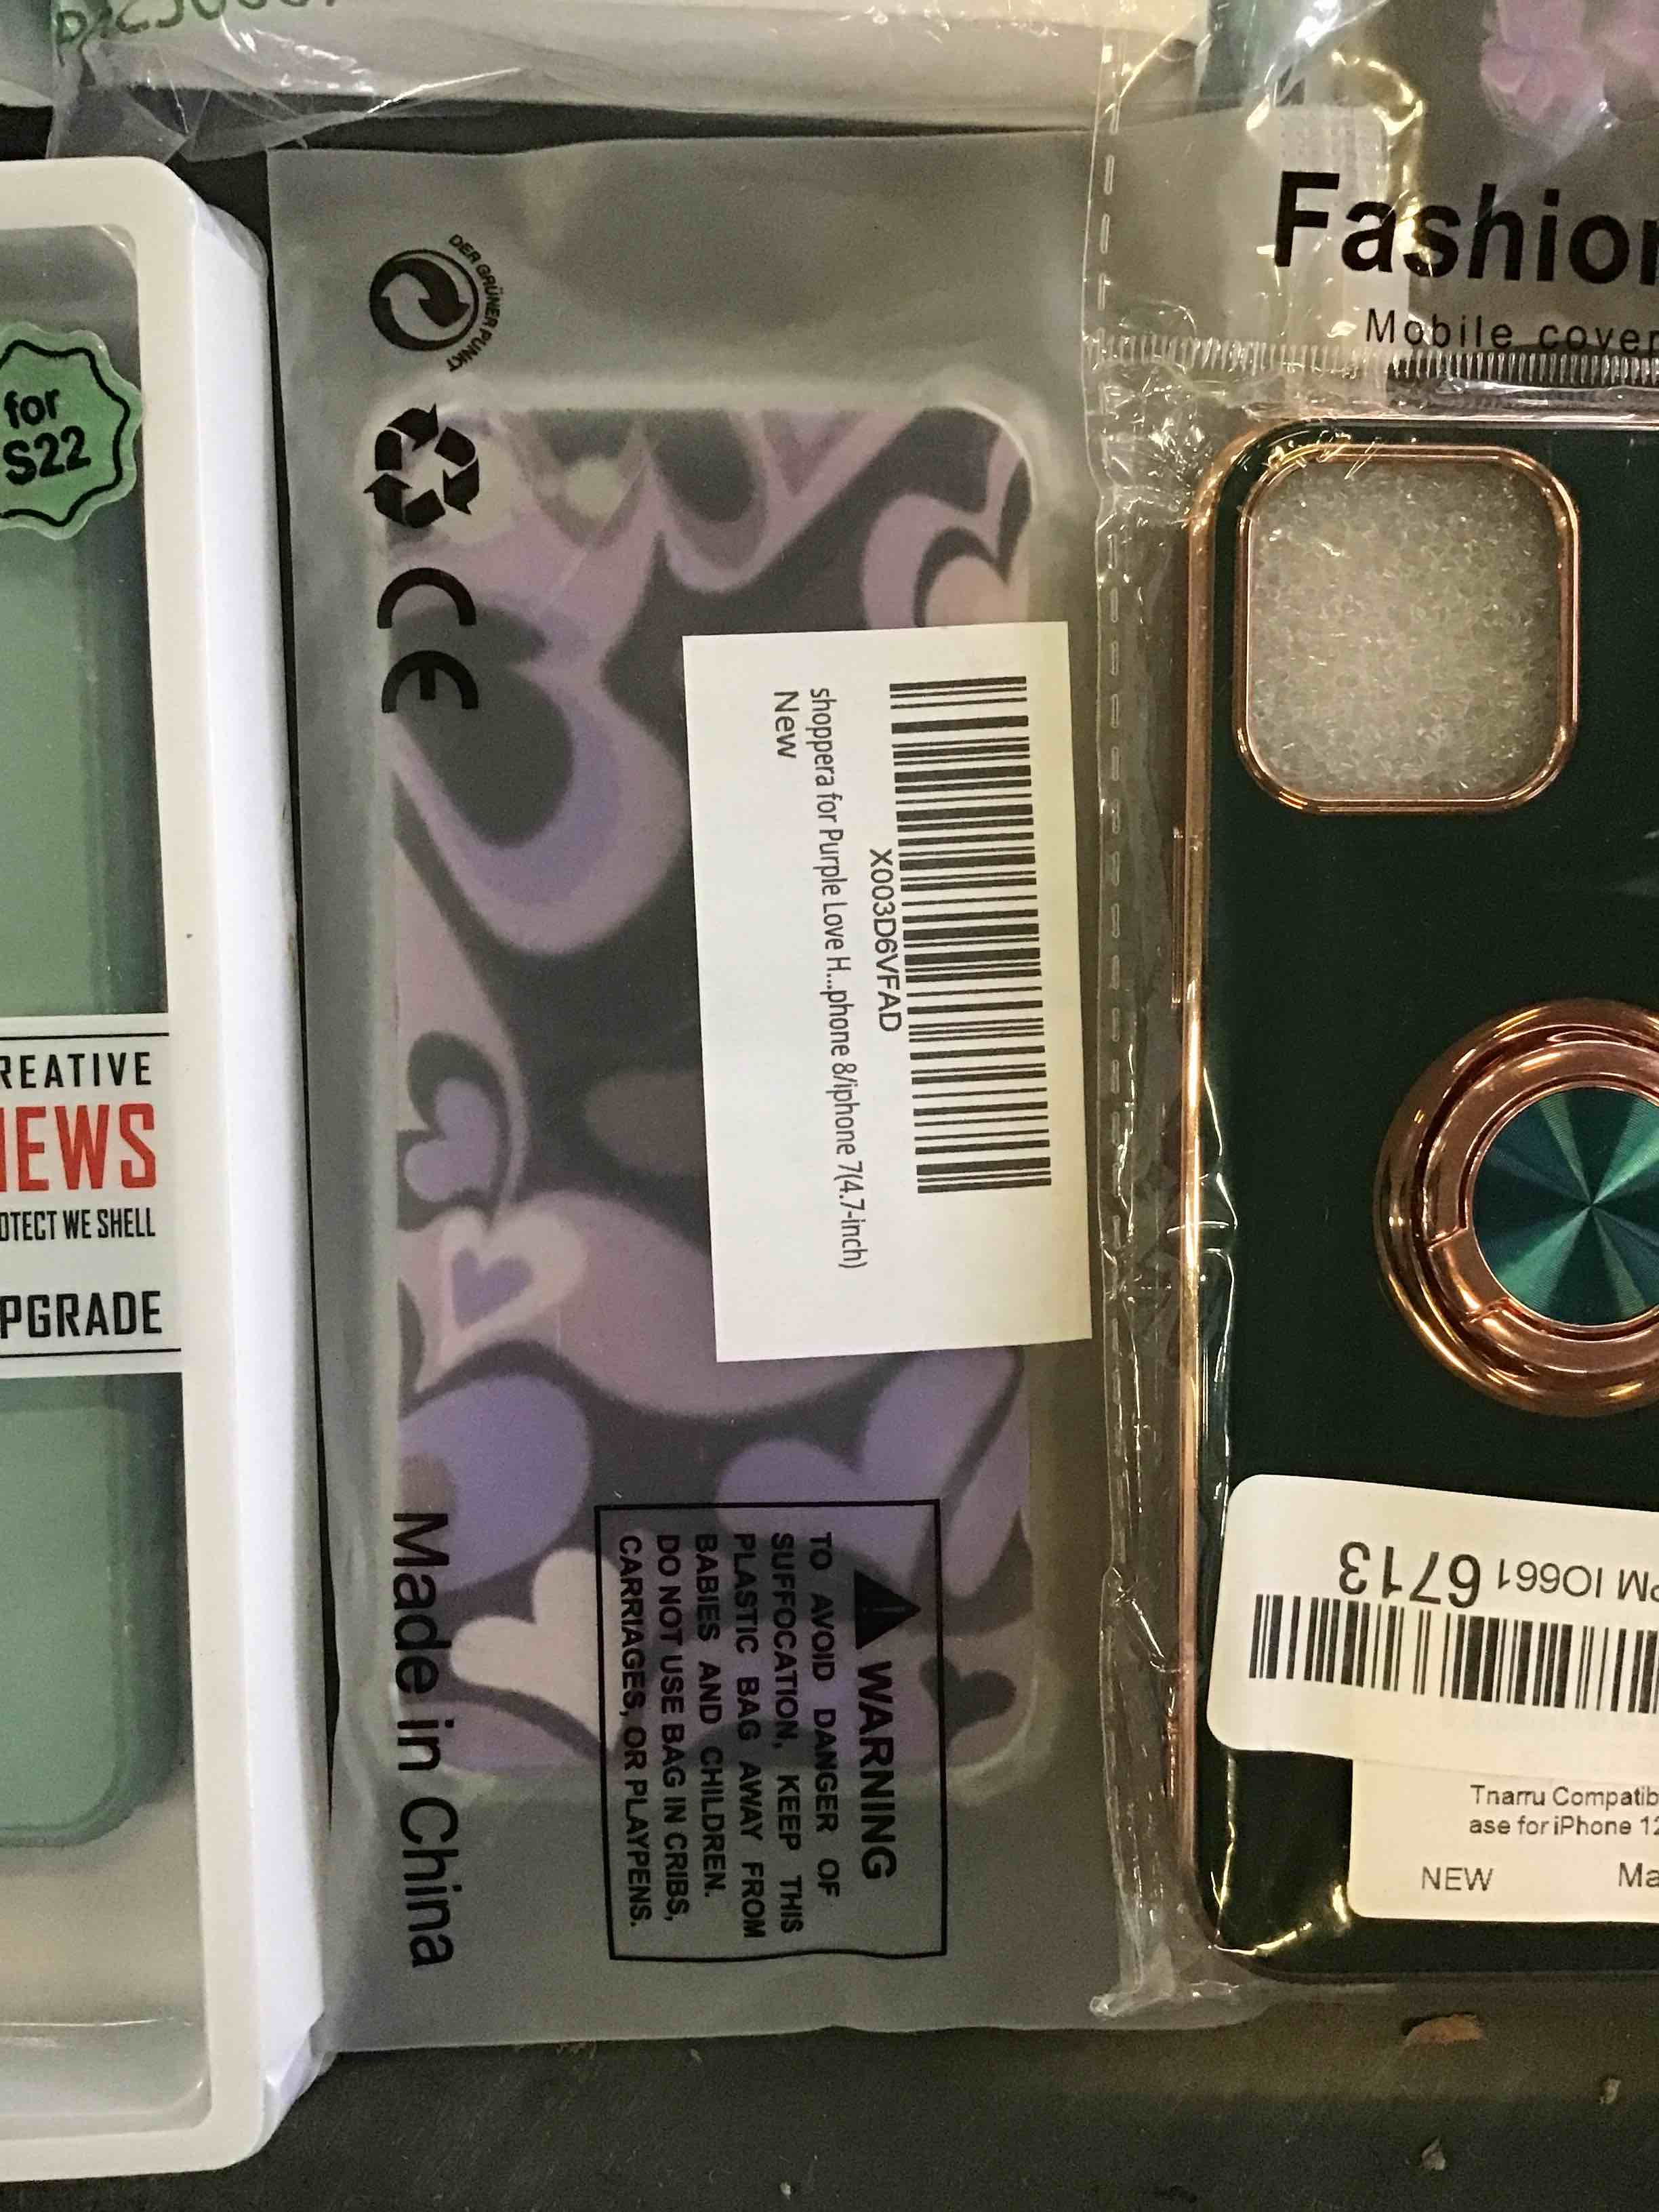 for
S22
REATIVE
IEWS
OTECT WE SHELL
PGRADE
DER GRÜNE PUNKT
CE
X003D6VFAD
shoppera for Purple Love H...phone 8/iphone 7(4.7-inch)
New
WARNING
TO AVOID DANGER OF
SUFFOCATION, KEEP THIS
PLASTIC BAG AWAY FROM
BABIES AND CHILDREN.
DO NOT USE BAG IN CRIBS,
CARRIAGES, OR PLAYPENS.
Made in China
Fashion
Mobile cover
PM IO661 6713
Tnarru Compatib
ase for iPhone 12
NEW Ma